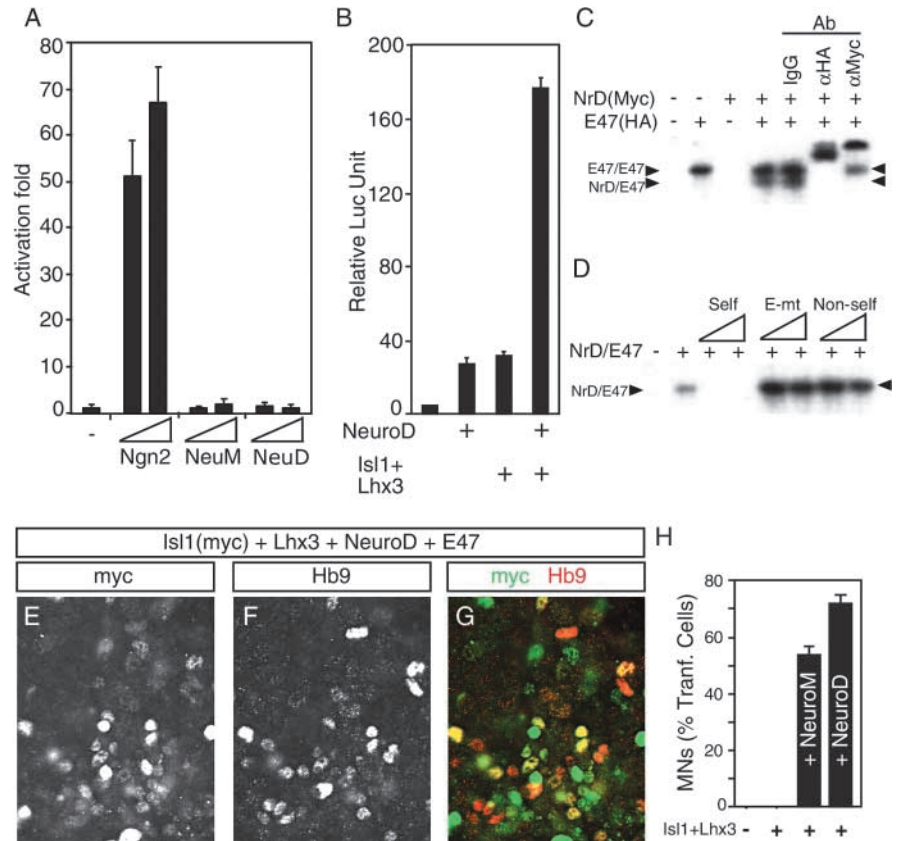 A
Activation fold
80
70
60
50
40
30
20
10
0
-
Ngn2
NeuM
NeuD
B
Relative Luc Unit
200
160
120
80
40
0
NeuroD + +
Isl1+
Lhx3 + +
C
Ab
IgG
αHA
αMyc
NrD(Myc) - - + + + + +
E47(HA) - + - + + + +
E47/E47
NrD/E47
D
Self E-mt Non-self
NrD/E47 - + + + + + + +
NrD/E47
Isl1(myc) + Lhx3 + NeuroD + E47
myc
Hb9
myc Hb9
E
F
G
H
MNs (% Tranf. Cells)
80
60
40
20
0
+ NeuroM
+ NeuroD
Isl1+Lhx3 - + + +